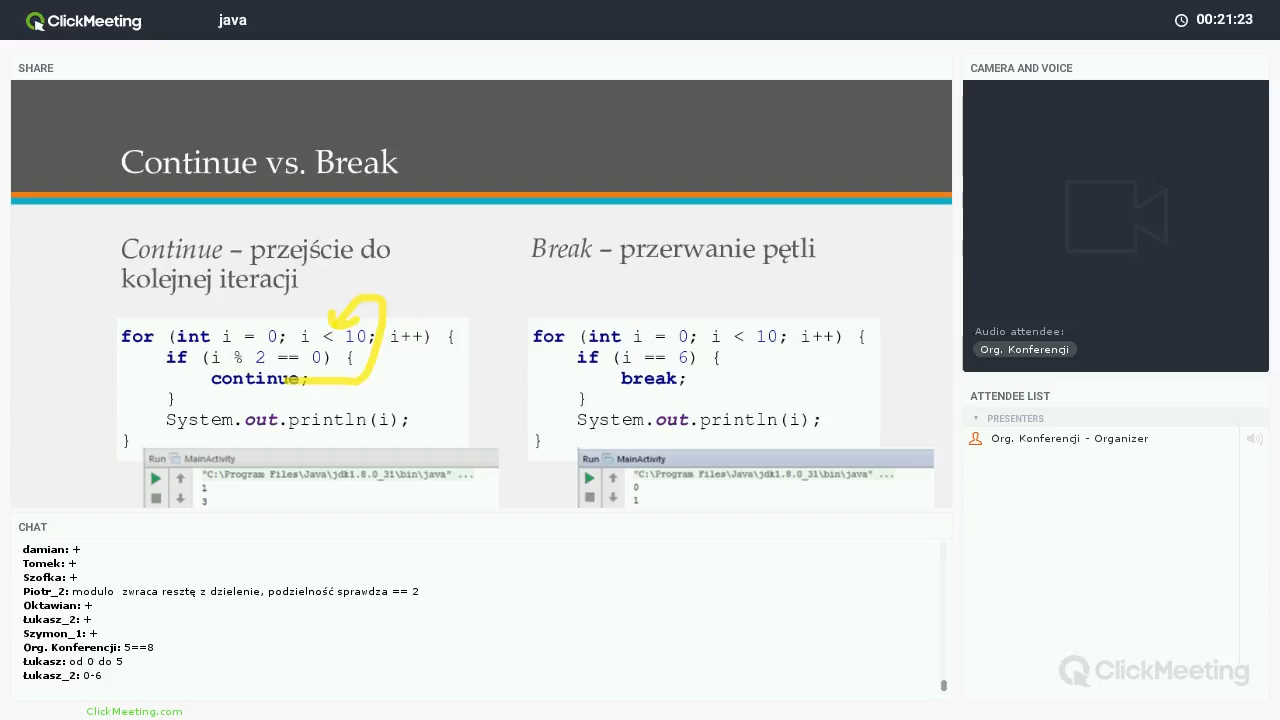 ClickMeeting
java
00:21:23
SHARE
Continue vs. Break
Continue – przejście do
kolejnej iteracji
for (int i = 0; i < 10; i++) {
if (i % 2 == 0) {
continue;
}
System.out.println(i);
}
Run MainActivity
"C:\Program Files\Java\jdk1.8.0_31\bin\java" ...
1
3
Break – przerwanie pętli
for (int i = 0; i < 10; i++) {
if (i == 6) {
break;
}
System.out.println(i);
}
Run MainActivity
"C:\Program Files\Java\jdk1.8.0_31\bin\java" ...
0
1
CAMERA AND VOICE
Audio attendee:
Org. Konferencji
ATTENDEE LIST
PRESENTERS
Org. Konferencji - Organizer
CHAT
damian: +
Tomek: +
Szofka: +
Piotr_2: modulo zwraca resztę z dzielenie, podzielność sprawdza == 2
Oktawian: +
Łukasz_2: +
Szymon_1: +
Org. Konferencji: 5==8
Łukasz: od 0 do 5
Łukasz_2: 0-6
ClickMeeting
ClickMeeting.com